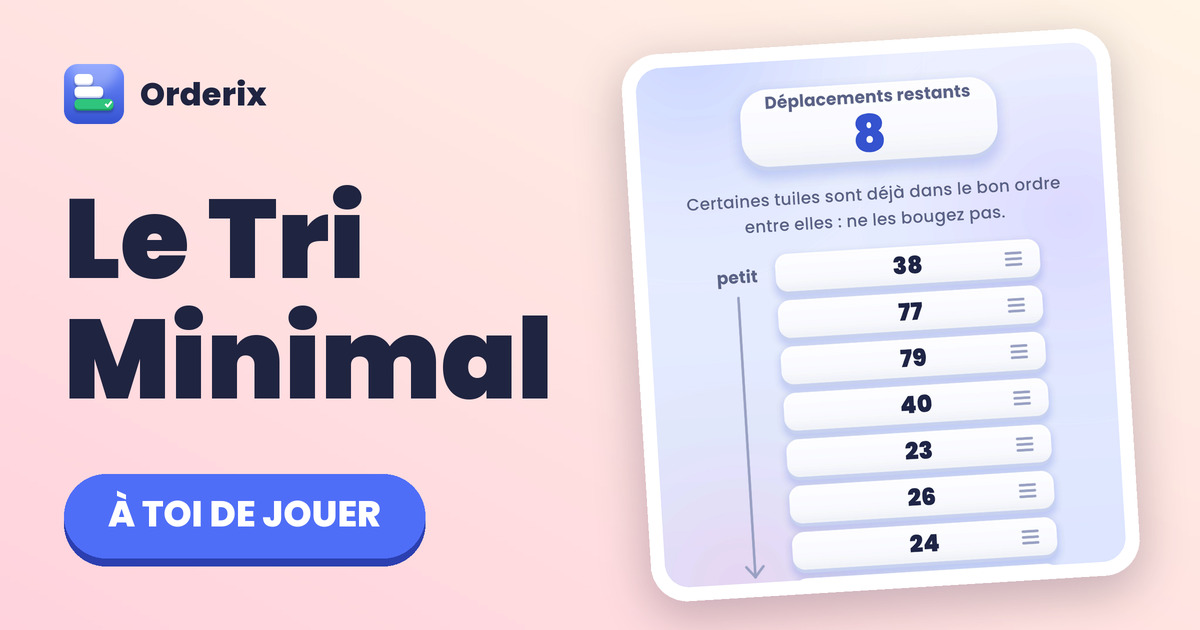 Orderix
Le Tri
Minimal
À TOI DE JOUER
Déplacements restants
8
Certaines tuiles sont déjà dans le bon ordre
entre elles : ne les bougez pas.
petit
38
77
79
40
23
26
24